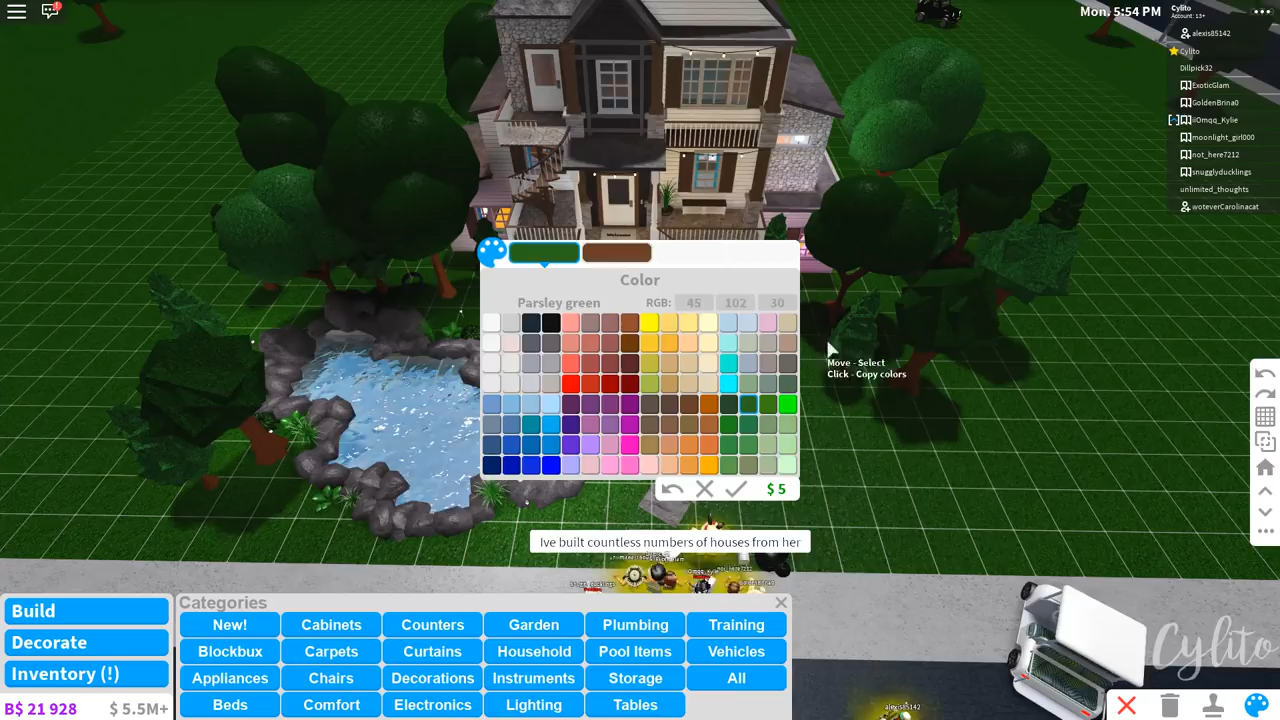 Mon. 5:54 PM
Cylito
Account: 13+
alexis85142
Cylito
Dillpick32
ExoticGlam
GoldenBrina0
iiOmqq_Kylie
moonlight_girl000
not_here7212
snugglyducklings
unlimited_thoughts
woteverCarolinacat
Welcome
Color
Parsley green RGB: 45 102 30
Move - Select
Click - Copy colors
$ 5
Ive built countless numbers of houses from her
Categories
Build
Decorate
Inventory (!)
B$ 21 928 $ 5.5M+
New! Cabinets Counters Garden Plumbing Training
Blockbux Carpets Curtains Household Pool Items Vehicles
Appliances Chairs Decorations Instruments Storage All
Beds Comfort Electronics Lighting Tables
Cylito
alexis85142